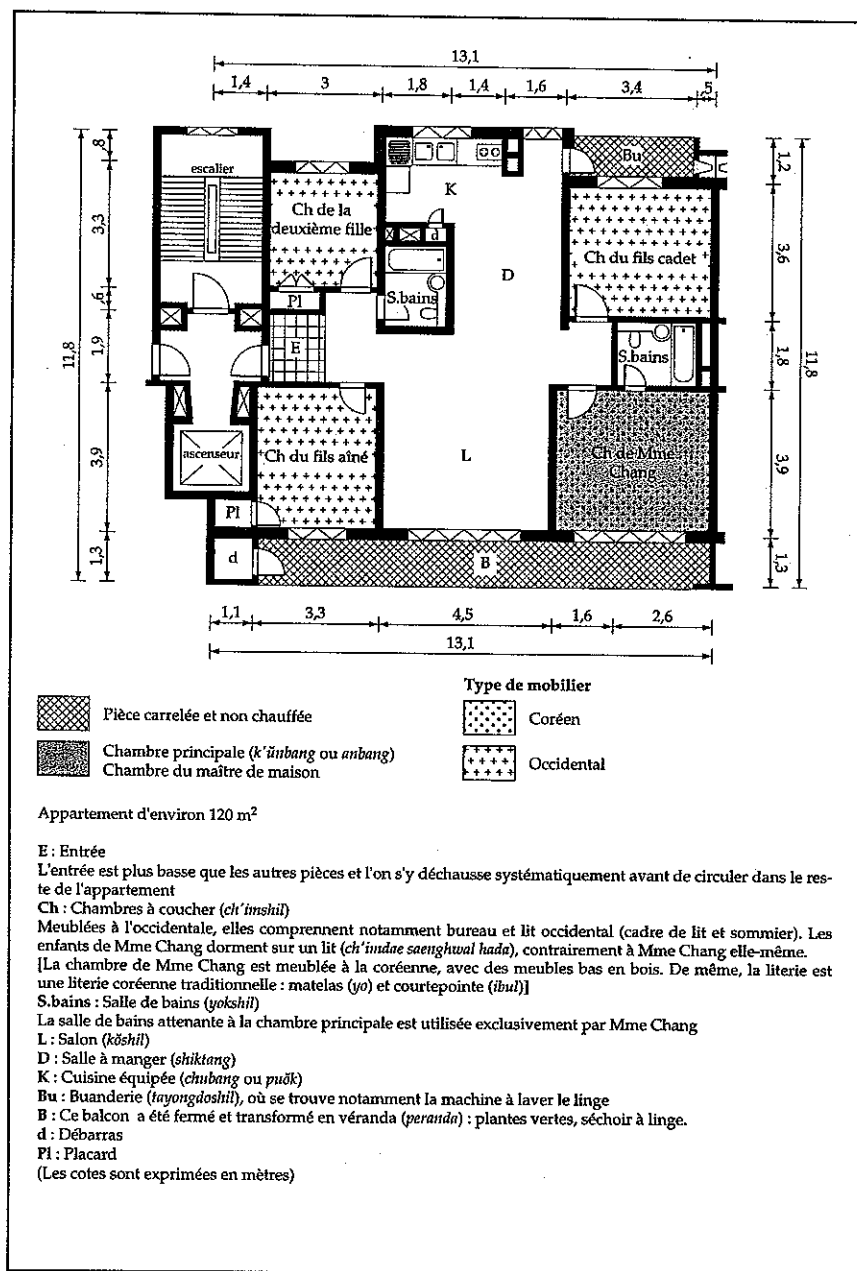 13,1
1,4 3 1,8 1,4 1,6 3,4 ,5
,8
3,3
,6
1,9
3,9
1,3
11,8
1,2
3,6
1,8
3,9
1,3
11,8
escalier
Bu
K
Ch de la
deuxième fille
d
Ch du fils cadet
D
S.bains
Pl
E
S.bains
ascenseur
Ch du fils aîné
L
Ch de Mme
Chang
Pl
d
B
1,1 3,3 4,5 1,6 2,6
13,1
Pièce carrelée et non chauffée
Chambre principale (k'ŭnbang ou anbang)
Chambre du maître de maison
Type de mobilier
Coréen
Occidental
Appartement d'environ 120 m²
E : Entrée
L'entrée est plus basse que les autres pièces et l'on s'y déchausse systématiquement avant de circuler dans le res-
te de l'appartement
Ch : Chambres à coucher (ch'imshil)
Meublées à l'occidentale, elles comprennent notamment bureau et lit occidental (cadre de lit et sommier). Les
enfants de Mme Chang dorment sur un lit (ch'imdae saenghwal hada), contrairement à Mme Chang elle-même.
[La chambre de Mme Chang est meublée à la coréenne, avec des meubles bas en bois. De même, la literie est
une literie coréenne traditionnelle : matelas (yo) et courtepointe (ibul)]
S.bains : Salle de bains (yokshil)
La salle de bains attenante à la chambre principale est utilisée exclusivement par Mme Chang
L : Salon (kŏshil)
D : Salle à manger (shiktang)
K : Cuisine équipée (chubang ou puŏk)
Bu : Buanderie (tayongdoshil), où se trouve notamment la machine à laver le linge
B : Ce balcon a été fermé et transformé en véranda (peranda) : plantes vertes, séchoir à linge.
d : Débarras
Pl : Placard
(Les cotes sont exprimées en mètres)